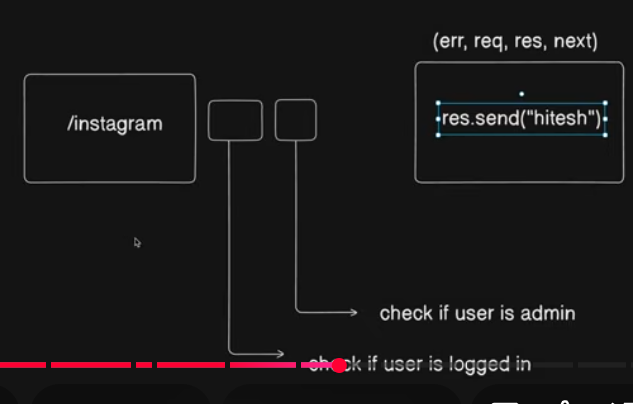 (err, req, res, next)
/instagram
res.send("hitesh")
check if user is admin
check if user is logged in